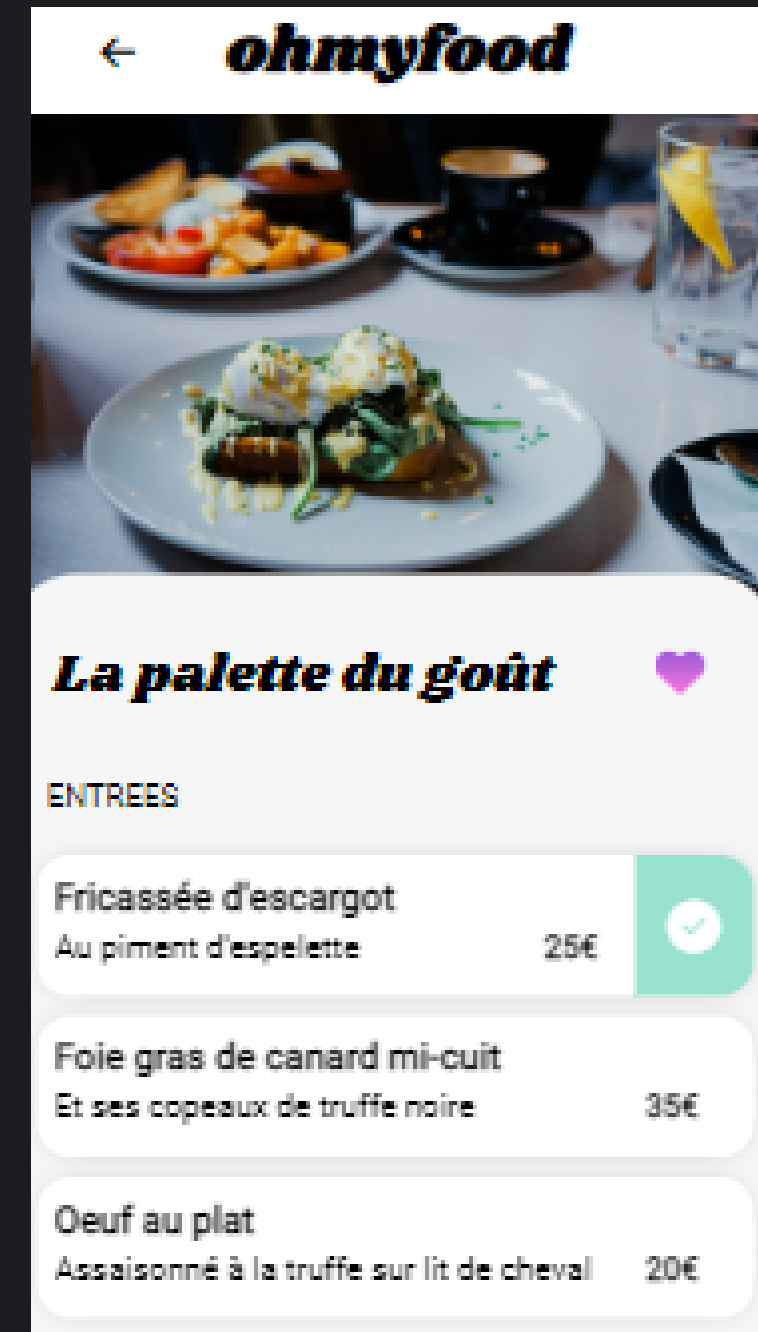 ohmyfood
La palette du goût
ENTREES
Fricassée d'escargot
Au piment d'espelette 25€
Foie gras de canard mi-cuit
Et ses copeaux de truffe noire 35€
Oeuf au plat
Assaisonné à la truffe sur lit de cheval 20€